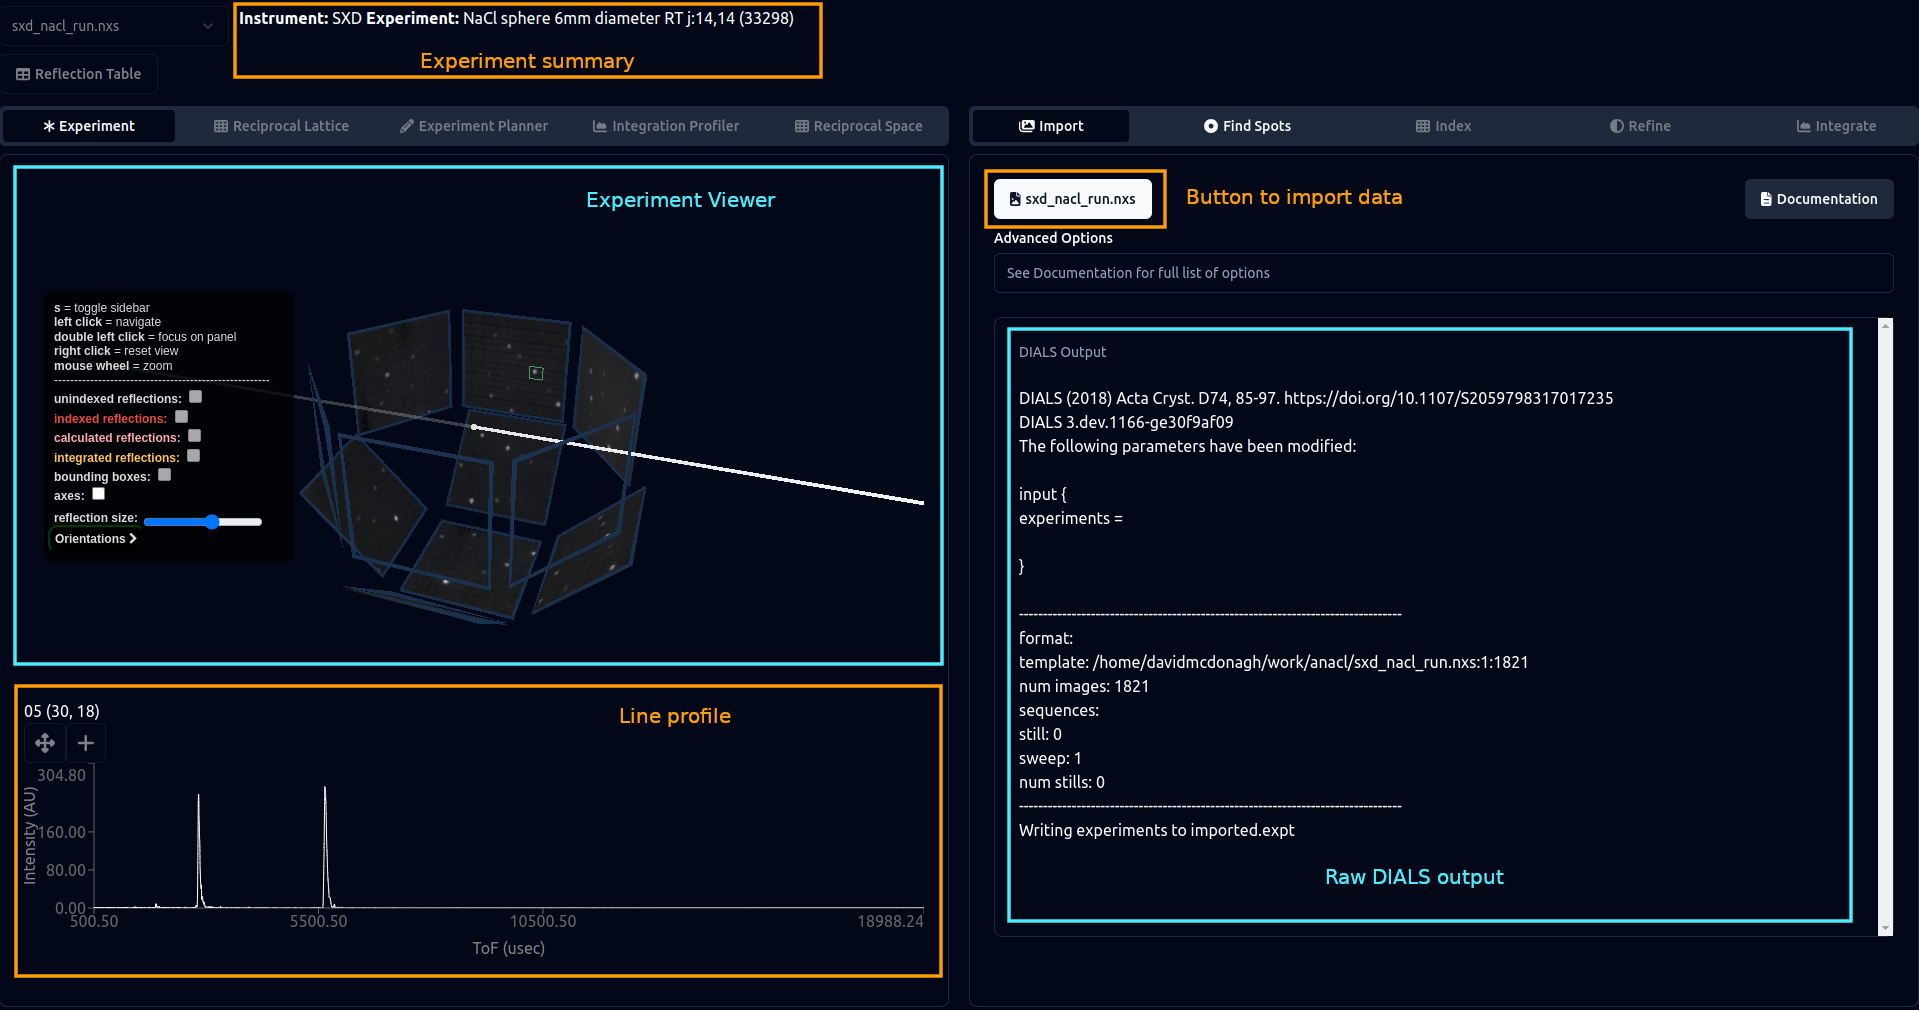 sxd_nacl_run.nxs
Instrument: SXD Experiment: NaCl sphere 6mm diameter RT j:14,14 (33298)
Experiment summary
Reflection Table
Experiment
Reciprocal Lattice
Experiment Planner
Integration Profiler
Reciprocal Space
Experiment Viewer
s = toggle sidebar
left click = navigate
double left click = focus on panel
right click = reset view
mouse wheel = zoom
------------------------------------------------------
unindexed reflections:
indexed reflections:
calculated reflections:
integrated reflections:
bounding boxes:
axes:
reflection size:
Orientations
05 (30, 18)
Line profile
304.80
160.00
80.00
0.00
Intensity (AU)
500.50
5500.50
10500.50
18988.24
ToF (usec)
Import
Find Spots
Index
Refine
Integrate
sxd_nacl_run.nxs
Button to import data
Documentation
Advanced Options
See Documentation for full list of options
DIALS Output
DIALS (2018) Acta Cryst. D74, 85-97. https://doi.org/10.1107/S2059798317017235
DIALS 3.dev.1166-ge30f9af09
The following parameters have been modified:
input {
experiments =
}
--------------------------------------------------------------------------------
format:
template: /home/davidmcdonagh/work/anacl/sxd_nacl_run.nxs:1:1821
num images: 1821
sequences:
still: 0
sweep: 1
num stills: 0
--------------------------------------------------------------------------------
Writing experiments to imported.expt
Raw DIALS output